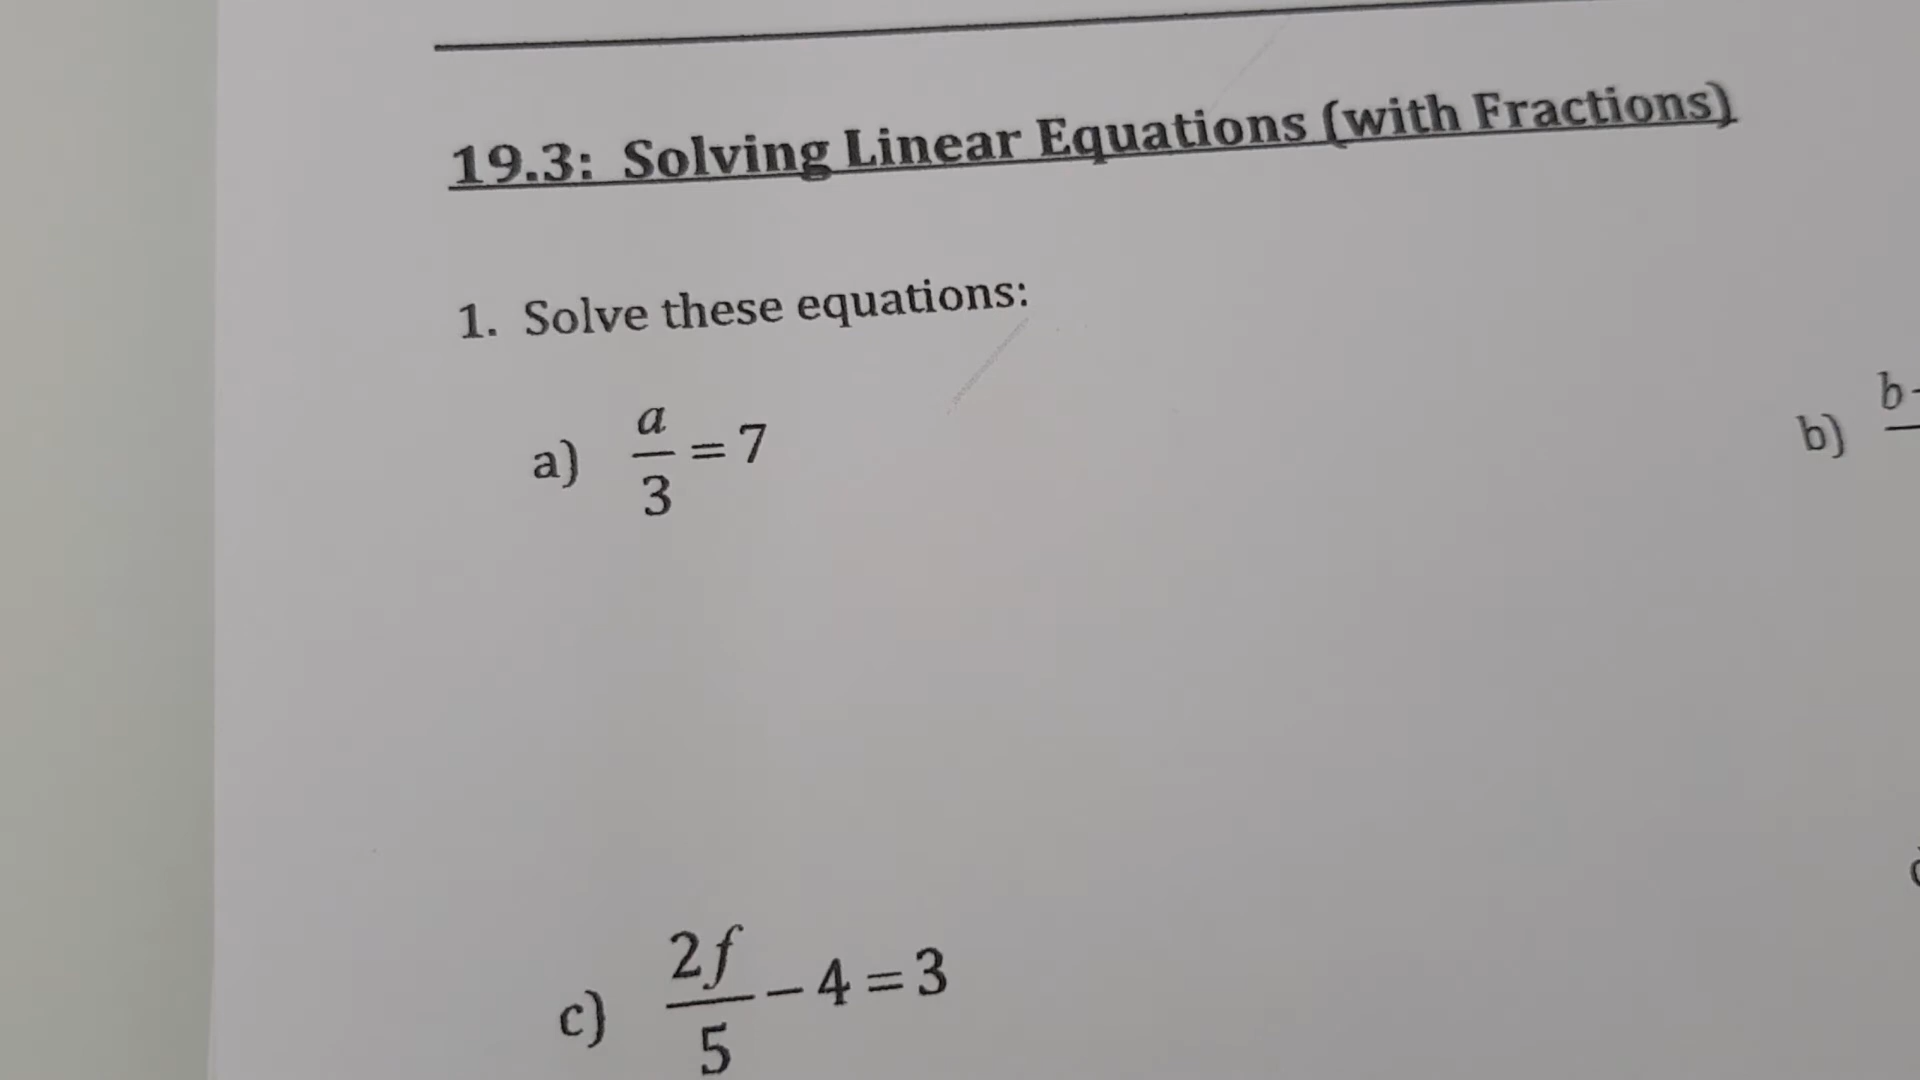 19.3: Solving Linear Equations (with Fractions)
1. Solve these equations:
a) a/3 = 7
b) b
c) 2f/5 − 4 = 3